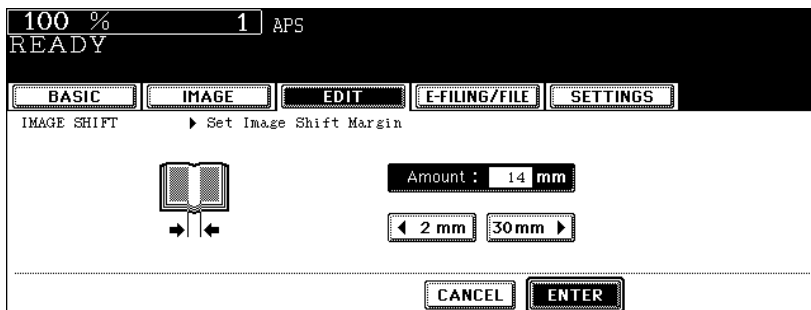 100 % 1 APS
READY
BASIC IMAGE EDIT E-FILING/FILE SETTINGS
IMAGE SHIFT ▶ Set Image Shift Margin
Amount : 14 mm
◀ 2 mm 30mm ▶
CANCEL ENTER